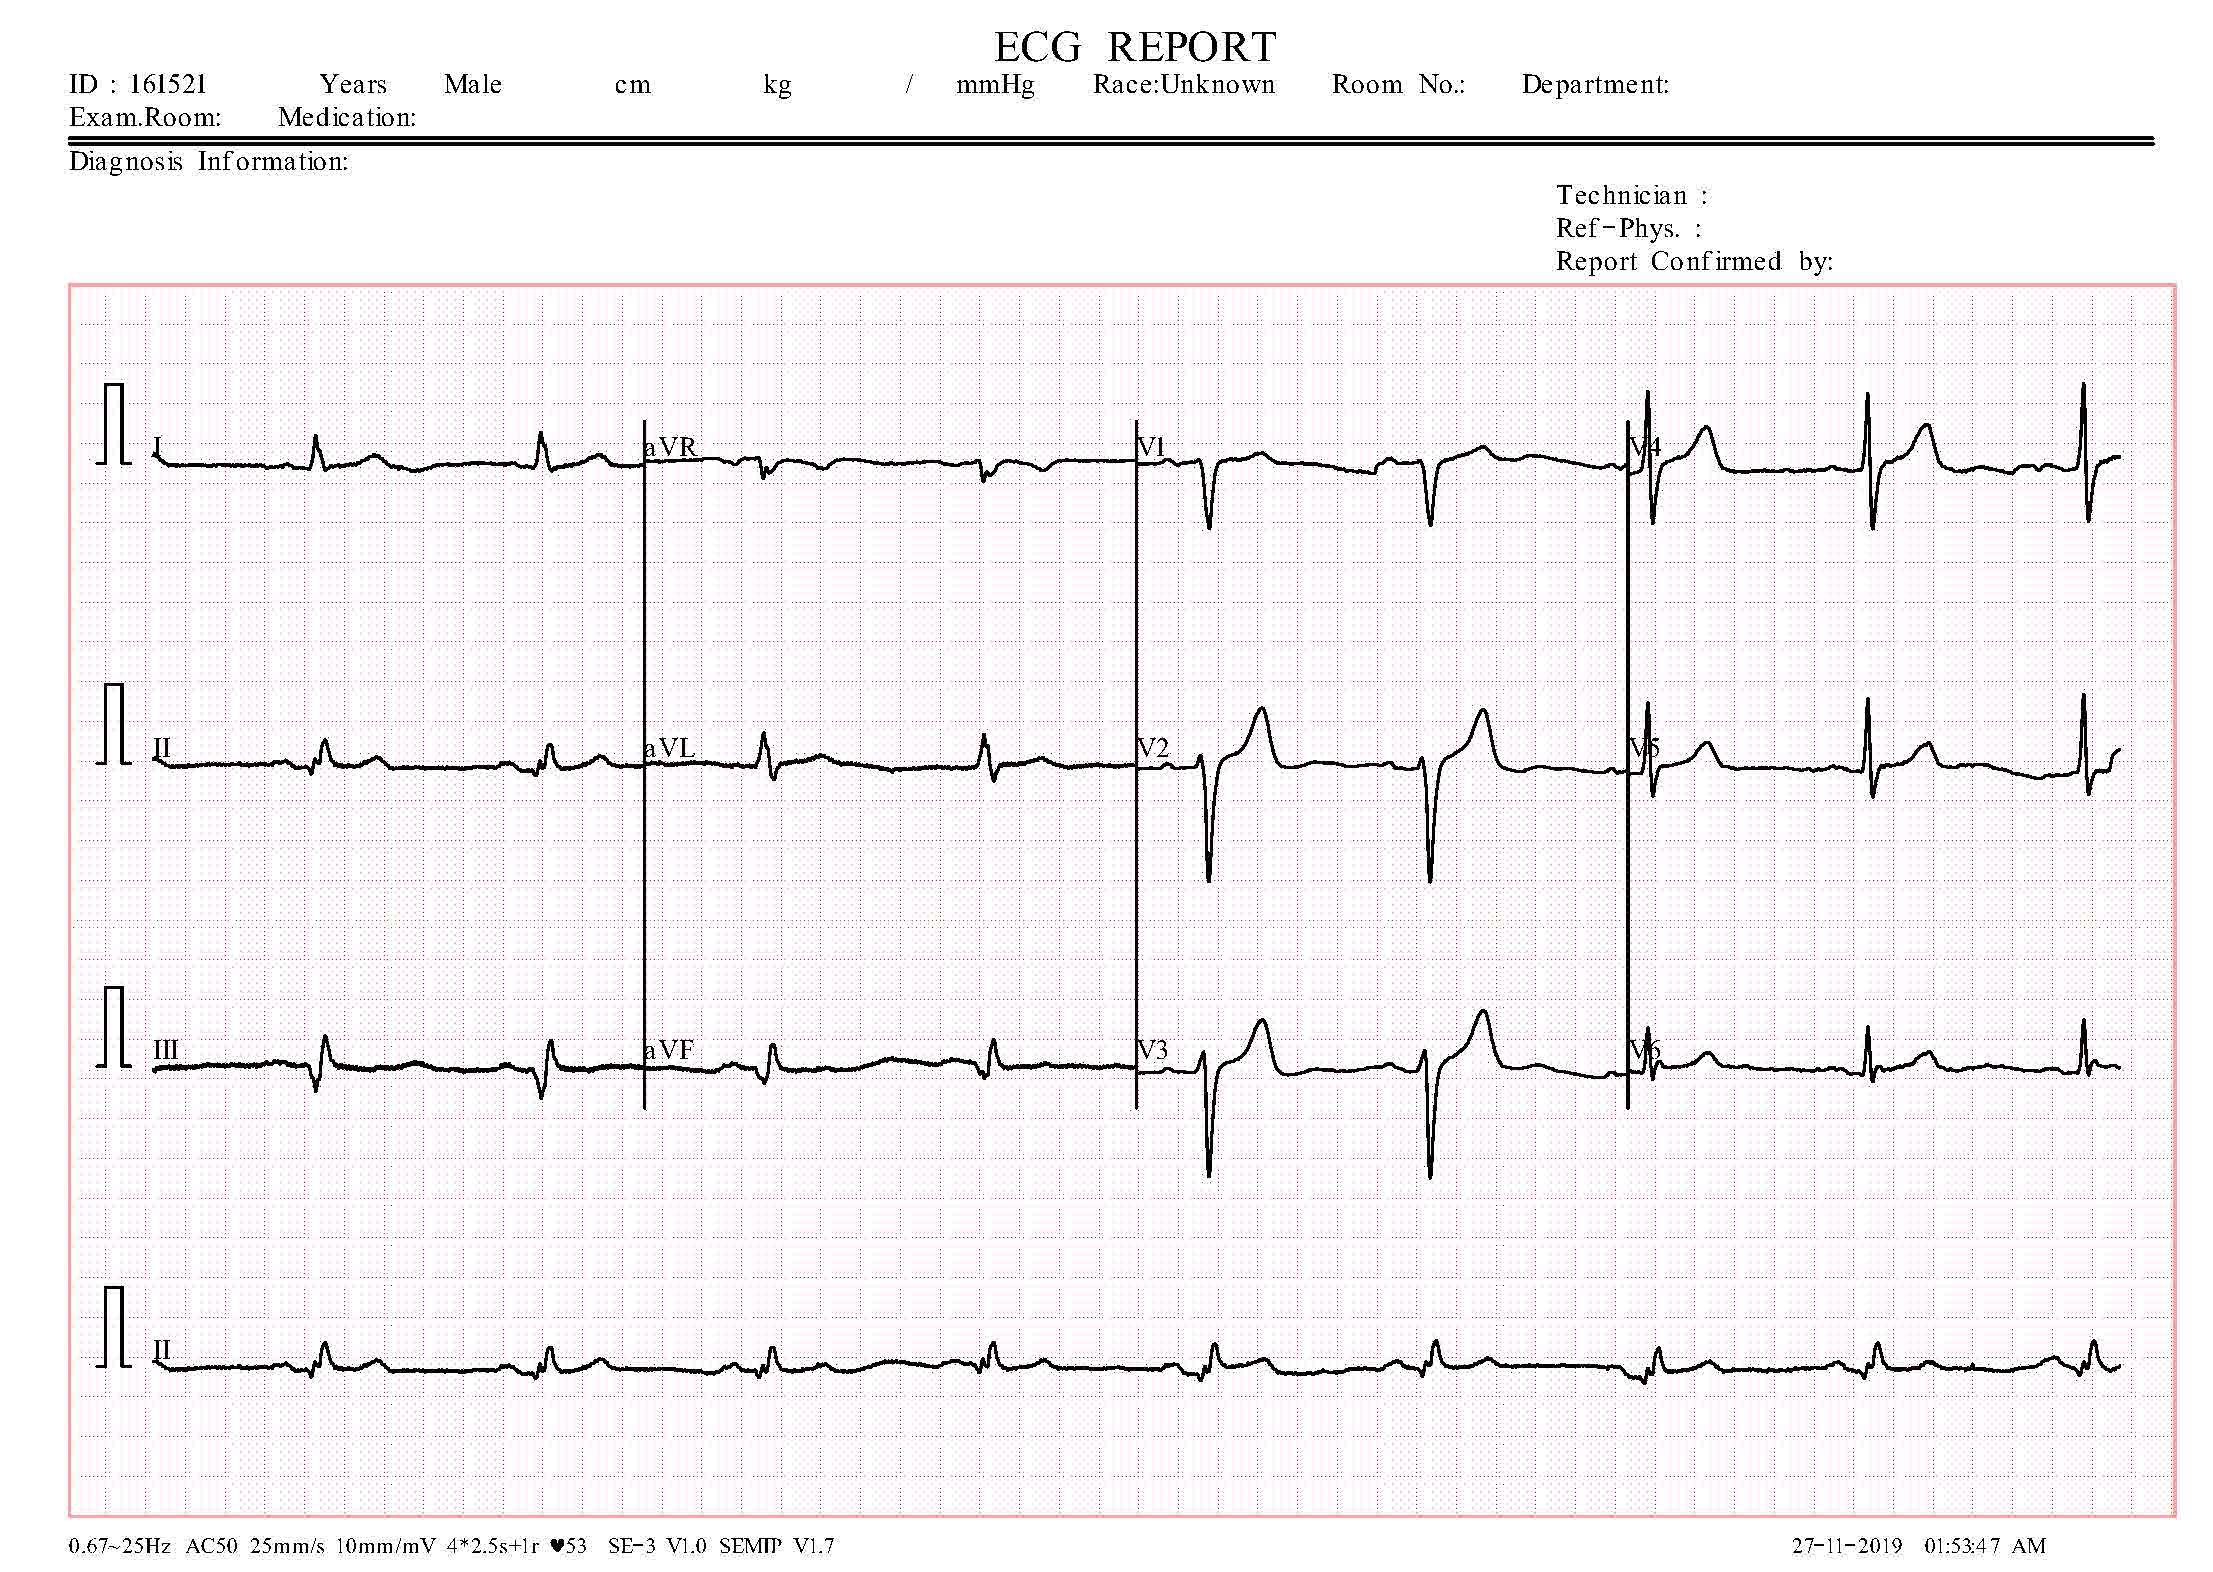 ECG REPORT
ID : 161521 Years Male cm kg / mmHg Race:Unknown Room No.: Department:
Exam.Room: Medication:
Diagnosis Information:
Technician :
Ref-Phys. :
Report Confirmed by:
I aVR V1 V4
II aVL V2 V5
III aVF V3 V6
II
0.67~25Hz AC50 25mm/s 10mm/mV 4*2.5s+1r ♥53 SE-3 V1.0 SEMIP V1.7 27-11-2019 01:53:47 AM